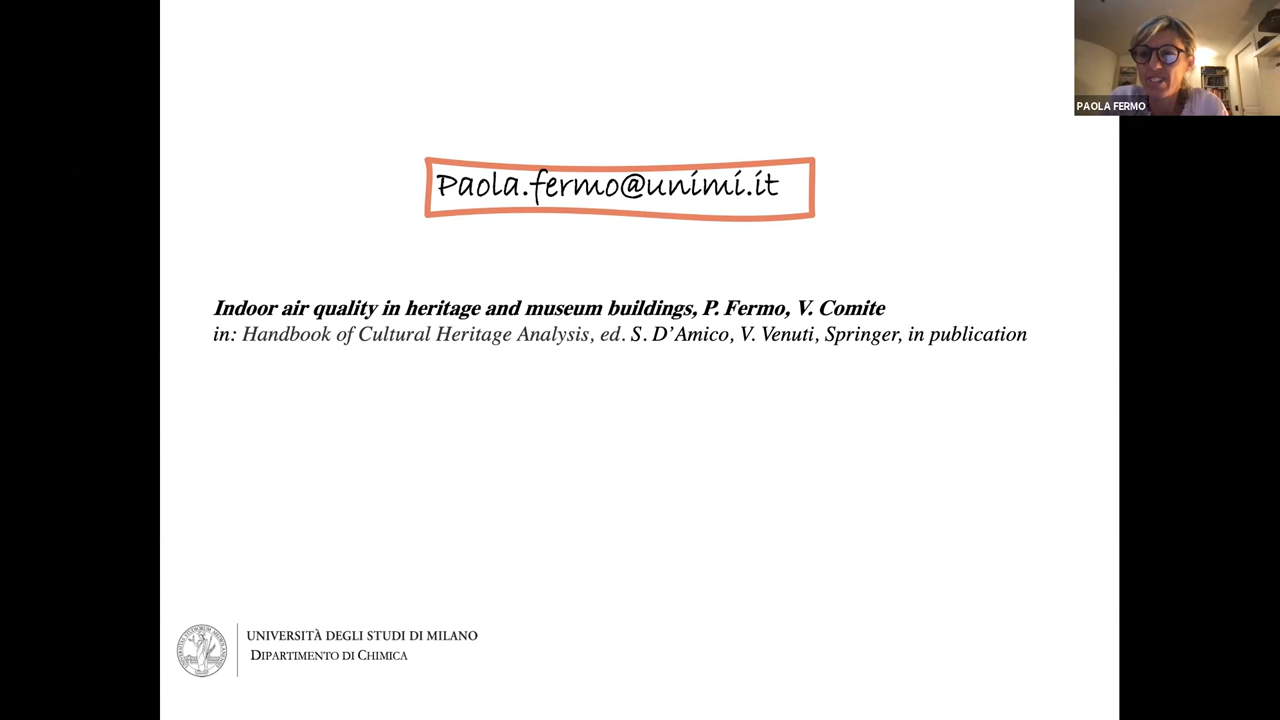 PAOLA FERMO
Paola.fermo@unimi.it
Indoor air quality in heritage and museum buildings, P. Fermo, V. Comite
in: Handbook of Cultural Heritage Analysis, ed. S. D'Amico, V. Venuti, Springer, in publication
UNIVERSITÀ DEGLI STUDI DI MILANO
DIPARTIMENTO DI CHIMICA